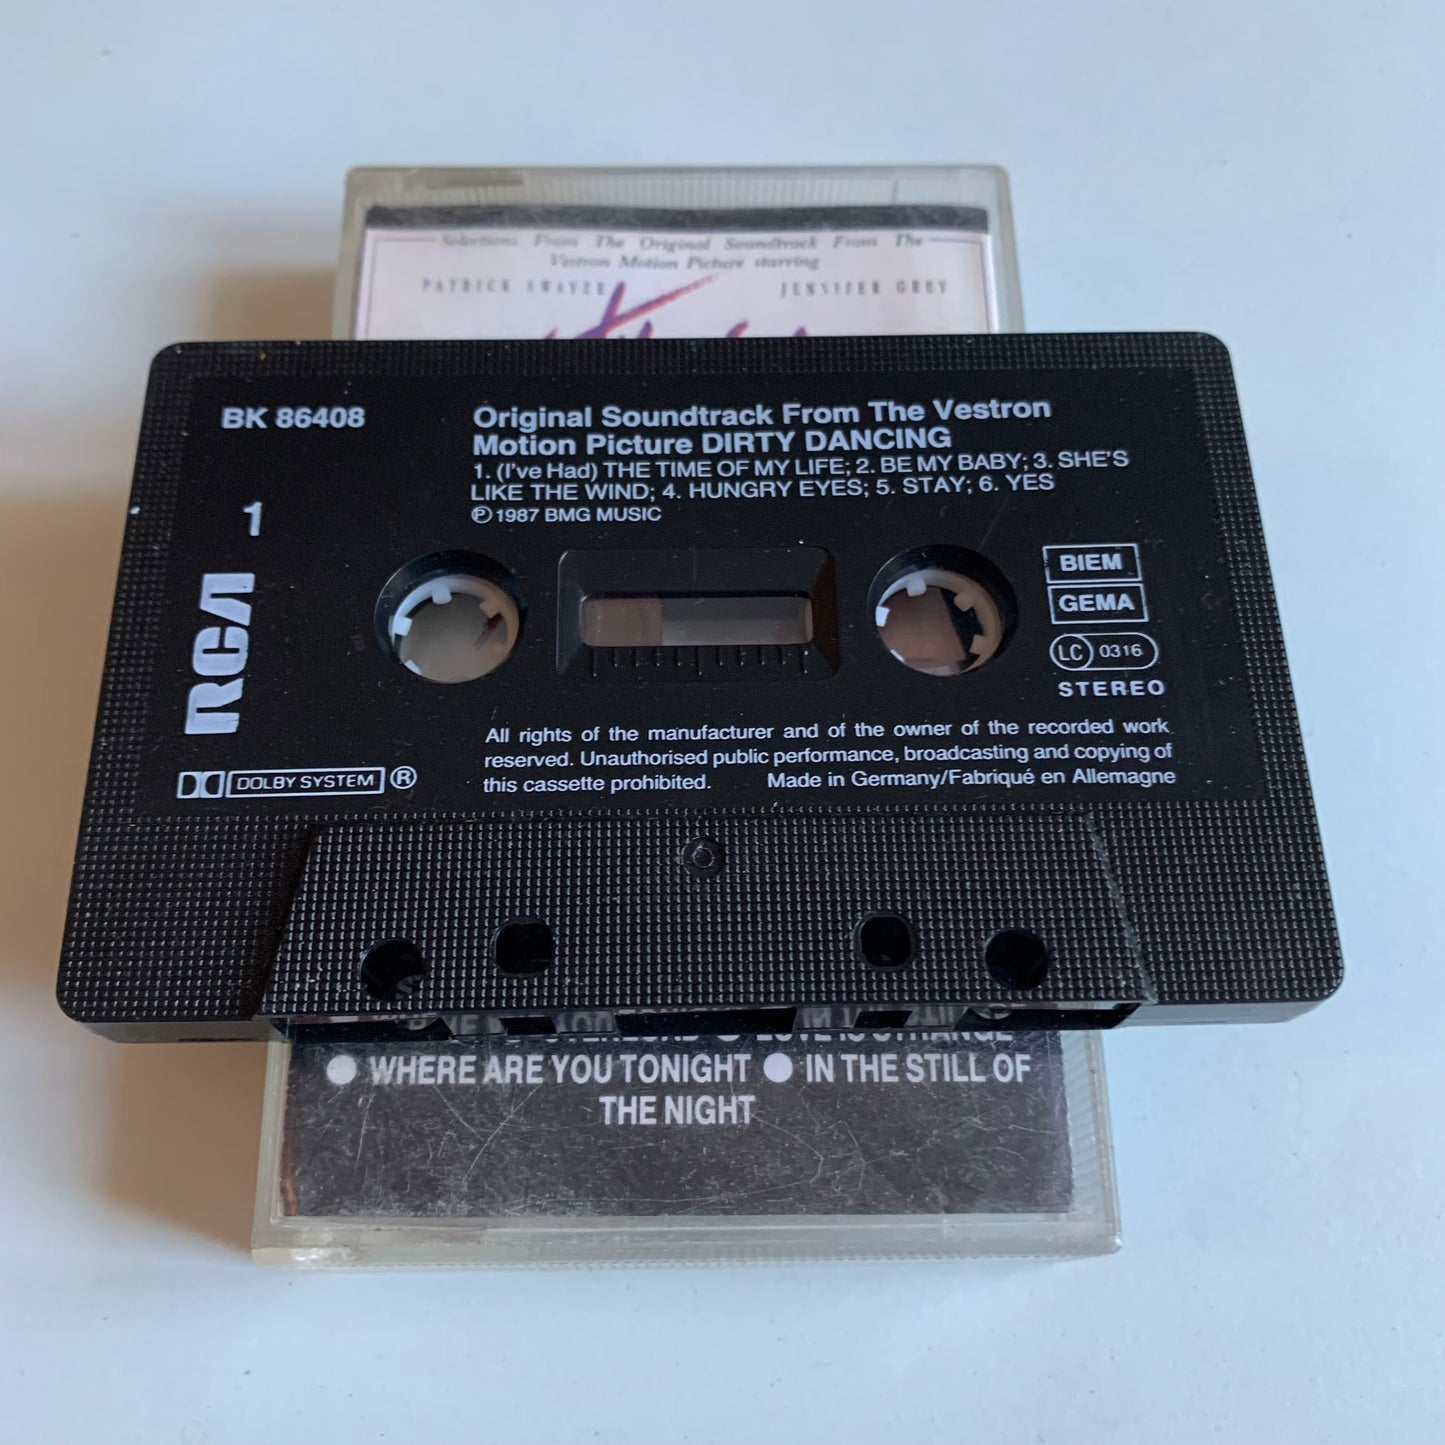 Selections From The Original Soundtrack From The
Vestron Motion Picture starring
PATRICK SWAYZE JENNIFER GREY
BK 86408
Original Soundtrack From The Vestron
Motion Picture DIRTY DANCING
1. (I've Had) THE TIME OF MY LIFE; 2. BE MY BABY; 3. SHE'S
LIKE THE WIND; 4. HUNGRY EYES; 5. STAY; 6. YES
Ⓟ 1987 BMG MUSIC
1
RCA
BIEM
GEMA
LC 0316
STEREO
All rights of the manufacturer and of the owner of the recorded work
reserved. Unauthorised public performance, broadcasting and copying of
this cassette prohibited. Made in Germany/Fabriqué en Allemagne
DOLBY SYSTEM ®
LOVE IS STRANGE
● WHERE ARE YOU TONIGHT ● IN THE STILL OF
THE NIGHT